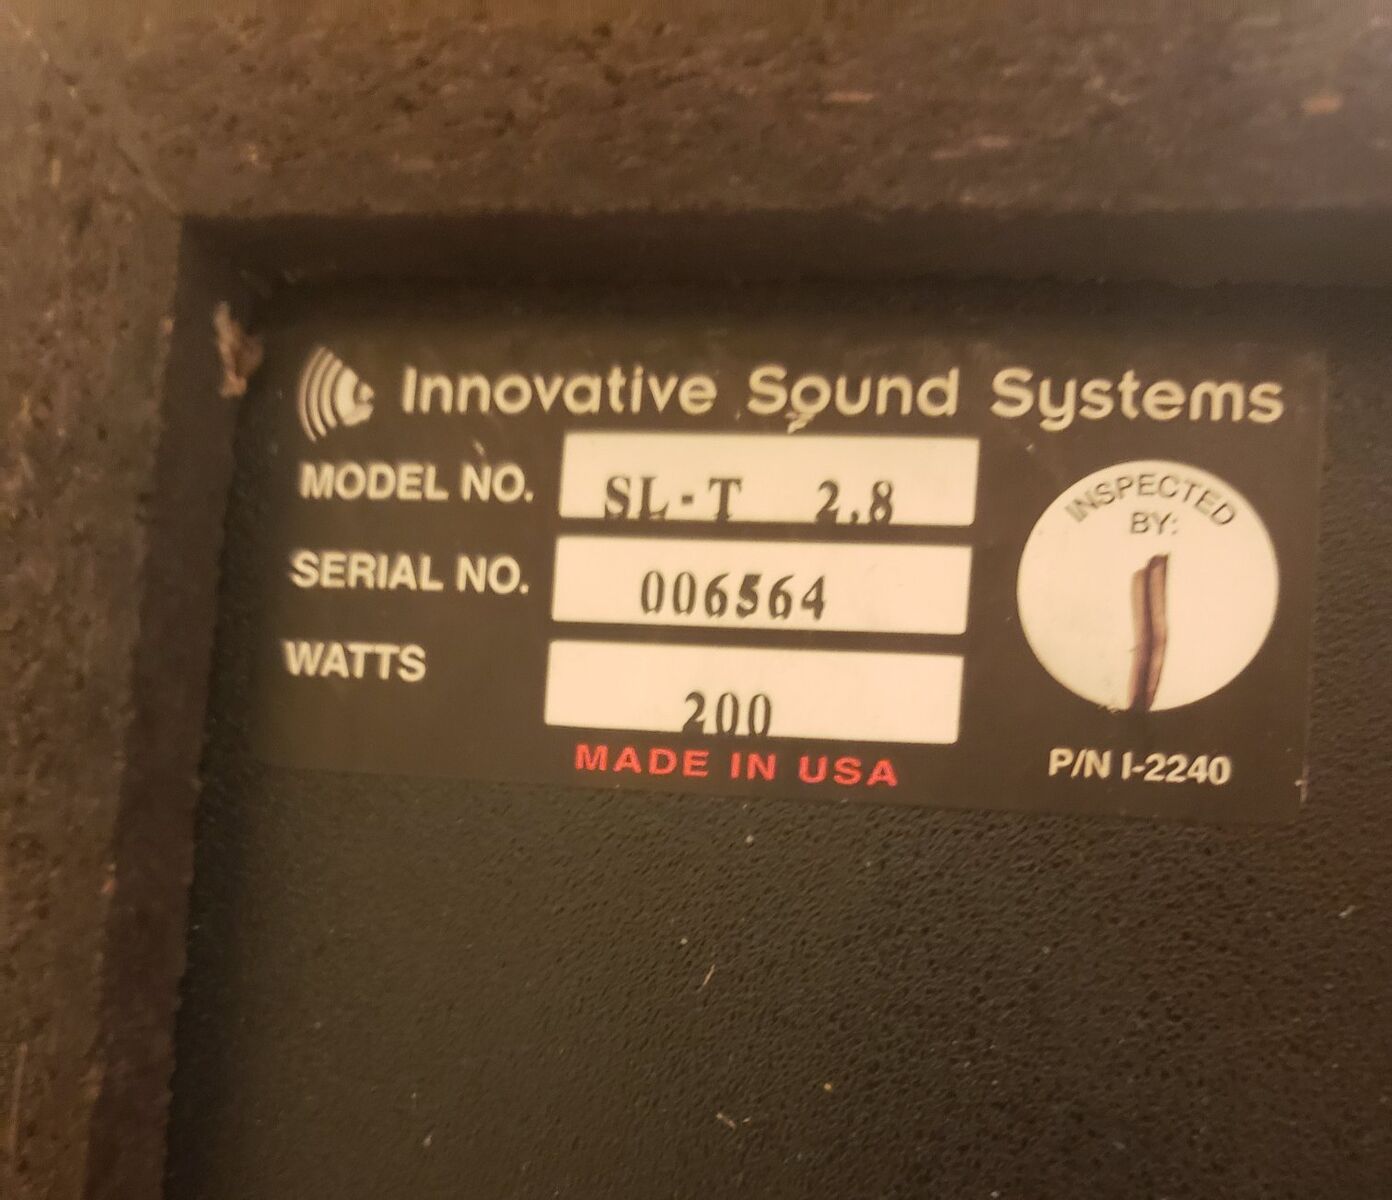 Innovative Sound Systems
MODEL NO. SL-T 2.8
SERIAL NO. 006564
WATTS 200
MADE IN USA
INSPECTED
BY:
P/N I-2240